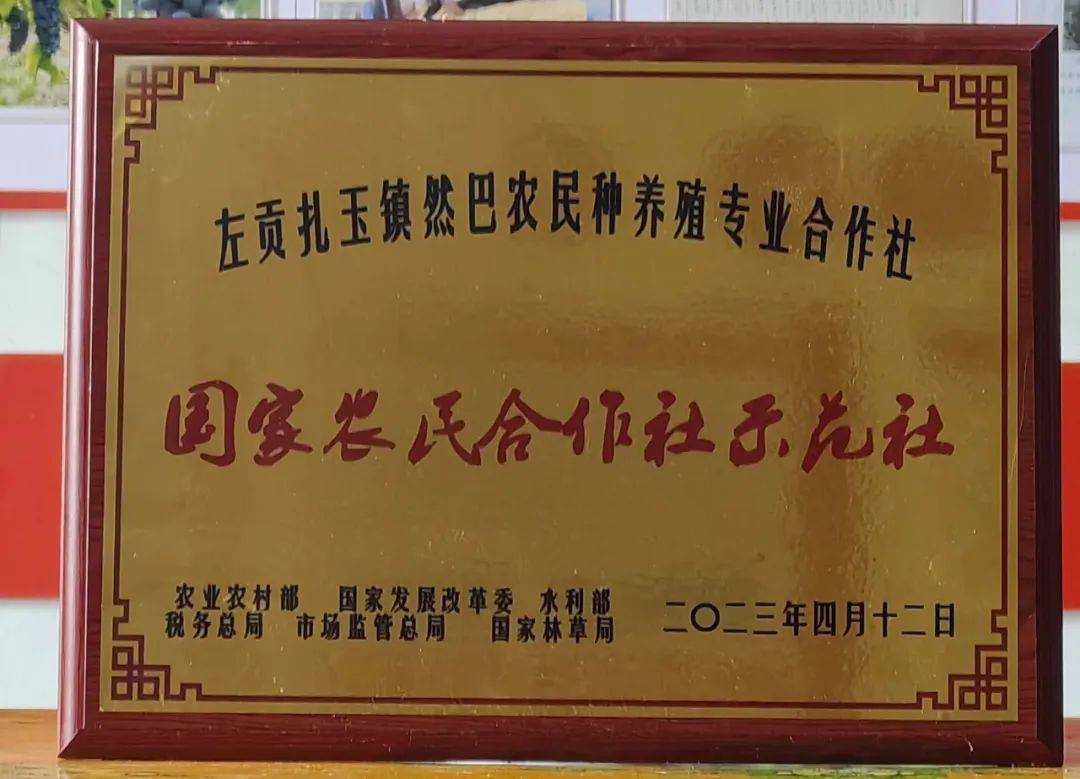 左贡扎玉镇然巴农民种养殖专业合作社
国家农民合作社示范社
农业农村部 国家发展改革委 水利部
税务总局 市场监管总局 国家林草局
二〇二三年四月十二日